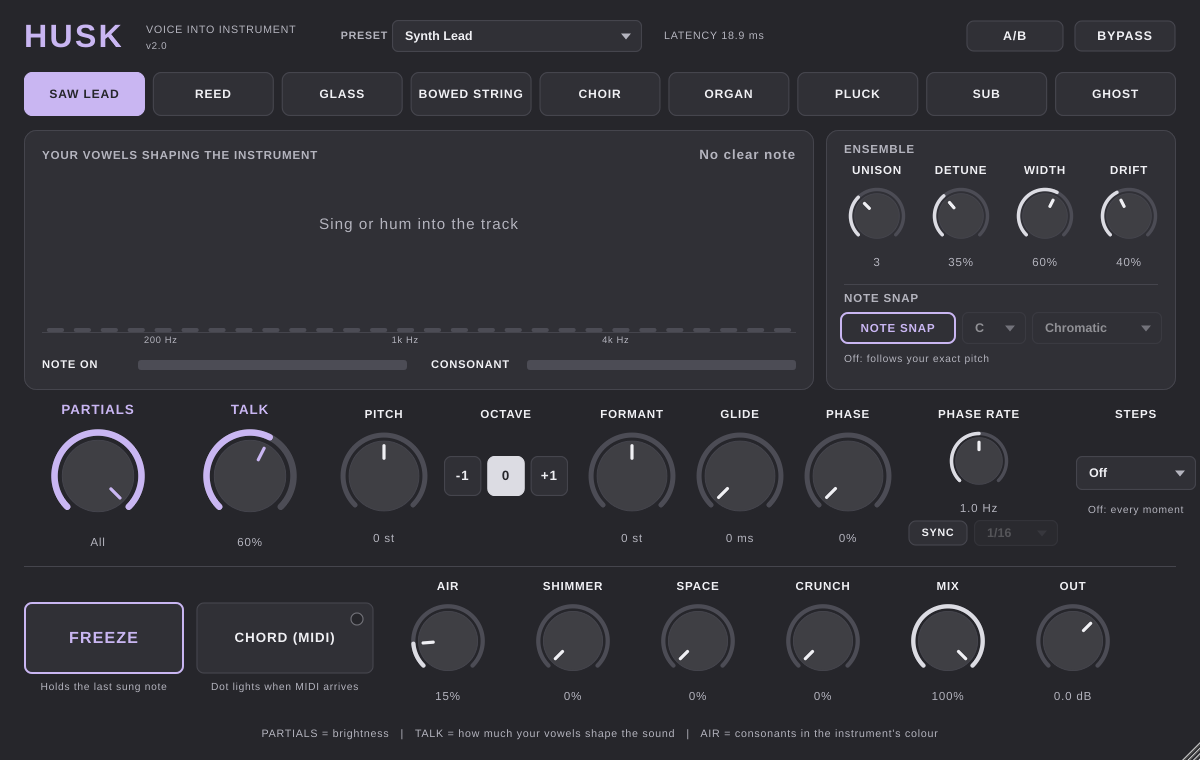 HUSK
VOICE INTO INSTRUMENT
v2.0
PRESET
Synth Lead
LATENCY 18.9 ms
A/B
BYPASS
SAW LEAD
REED
GLASS
BOWED STRING
CHOIR
ORGAN
PLUCK
SUB
GHOST
YOUR VOWELS SHAPING THE INSTRUMENT
No clear note
Sing or hum into the track
200 Hz
1k Hz
4k Hz
NOTE ON
CONSONANT
ENSEMBLE
UNISON
DETUNE
WIDTH
DRIFT
3
35%
60%
40%
NOTE SNAP
NOTE SNAP
C
Chromatic
Off: follows your exact pitch
PARTIALS
TALK
PITCH
OCTAVE
FORMANT
GLIDE
PHASE
PHASE RATE
STEPS
-1
0
+1
Off
All
60%
0 st
0 st
0 ms
0%
1.0 Hz
Off: every moment
SYNC
1/16
FREEZE
Holds the last sung note
CHORD (MIDI)
Dot lights when MIDI arrives
AIR
SHIMMER
SPACE
CRUNCH
MIX
OUT
15%
0%
0%
0%
100%
0.0 dB
PARTIALS = brightness | TALK = how much your vowels shape the sound | AIR = consonants in the instrument's colour